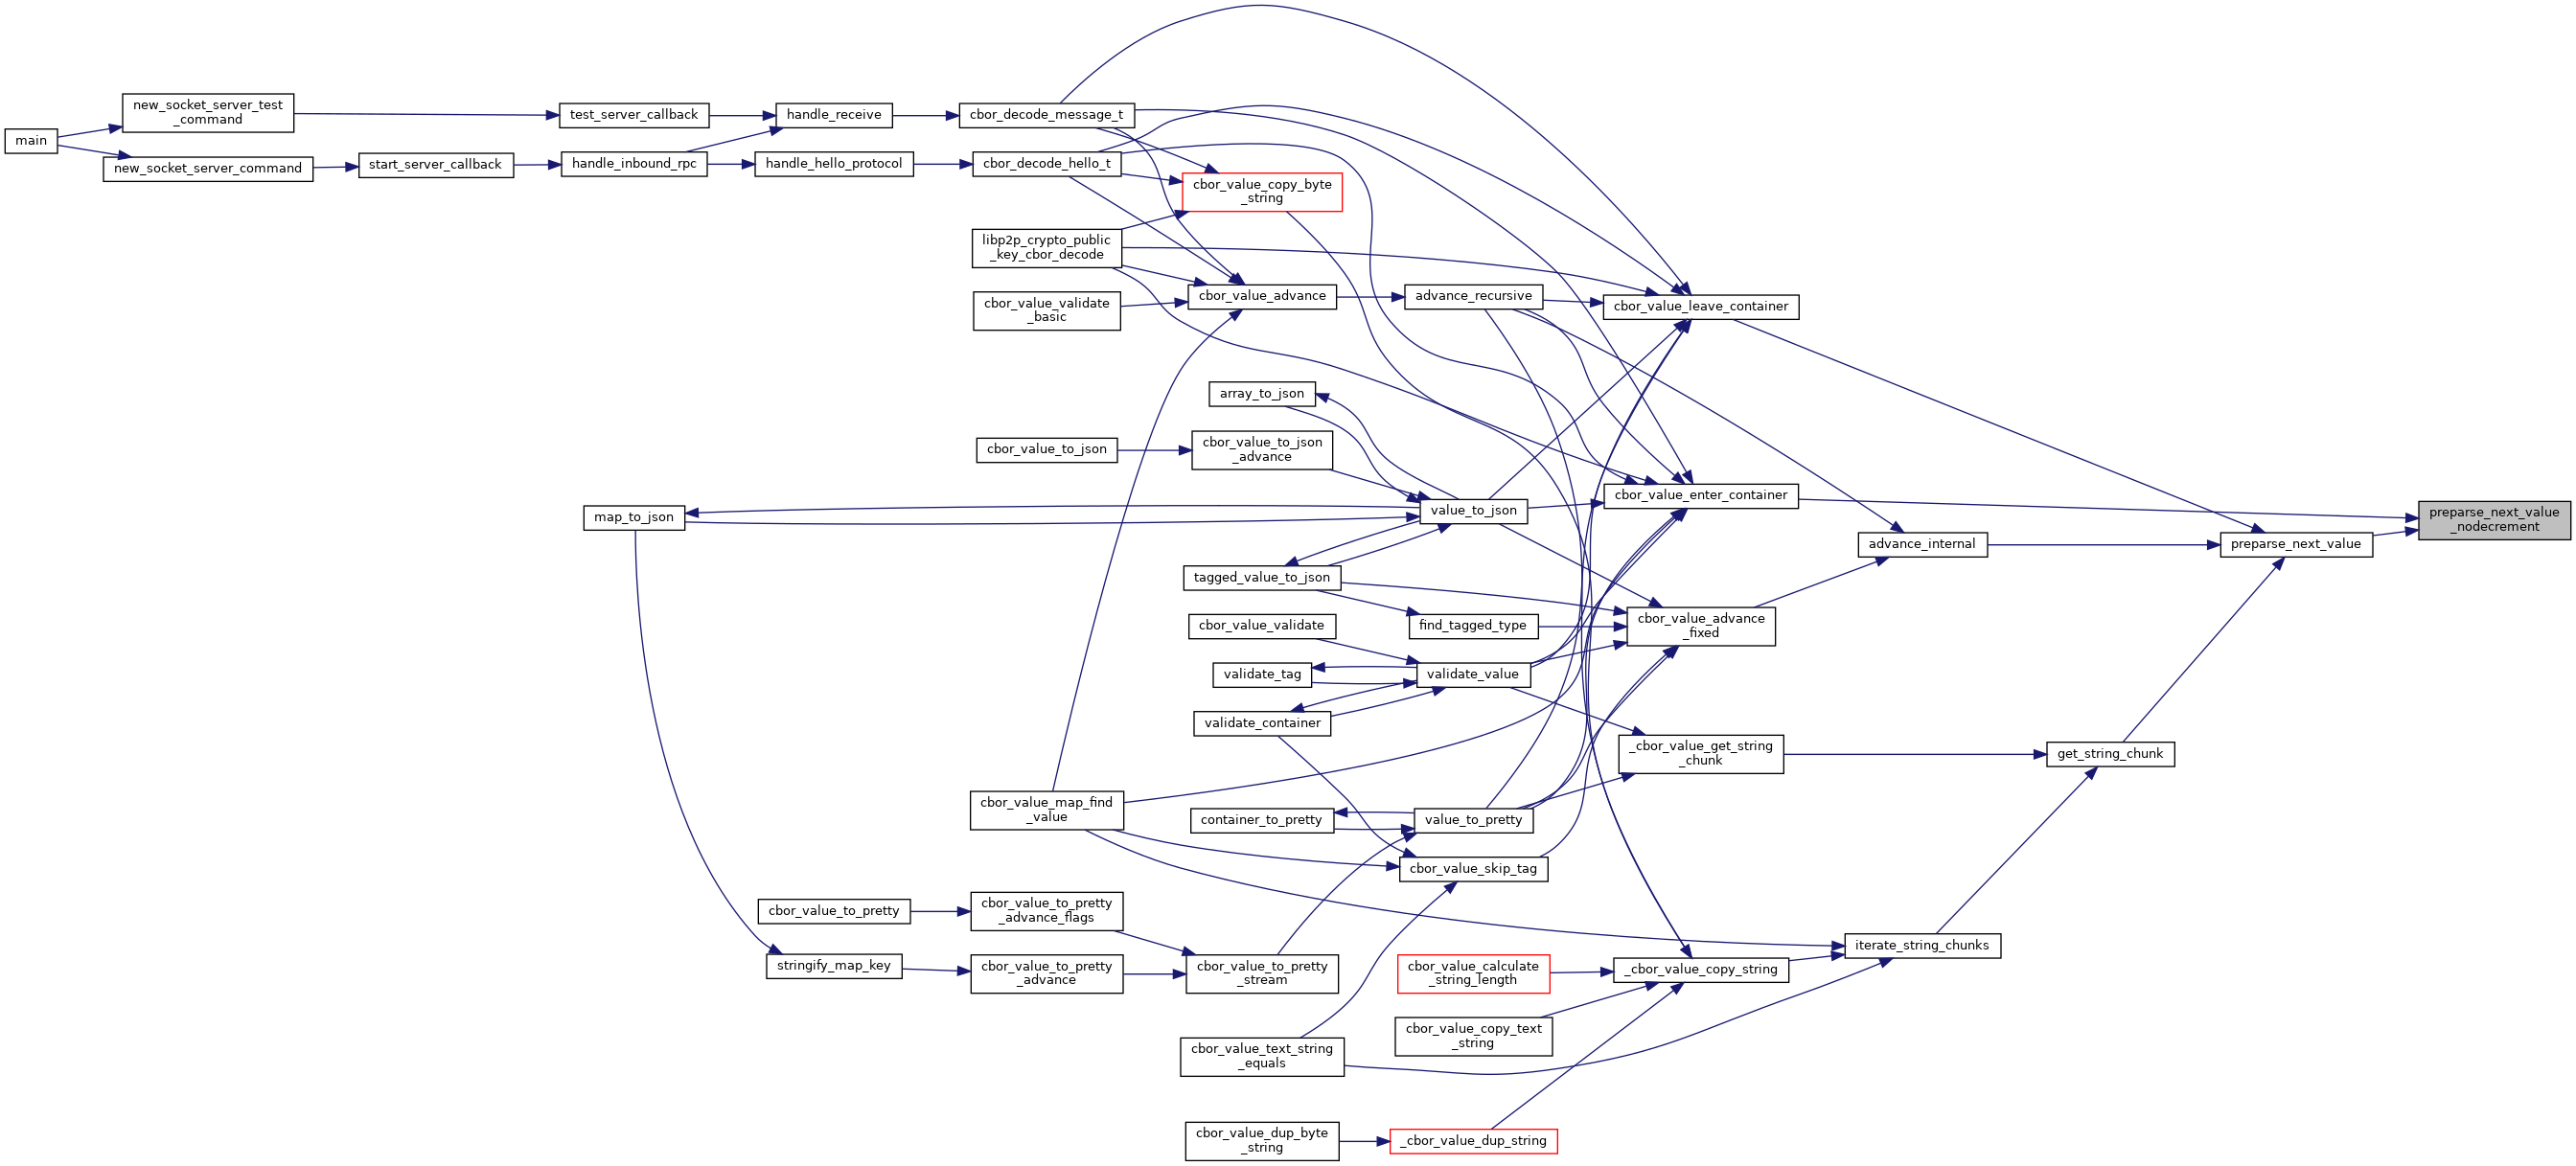 main
new_socket_server_test
_command
new_socket_server_command
start_server_callback
test_server_callback
handle_inbound_rpc
handle_receive
handle_hello_protocol
cbor_decode_message_t
cbor_decode_hello_t
cbor_value_copy_byte
_string
libp2p_crypto_public
_key_cbor_decode
cbor_value_validate
_basic
cbor_value_advance
advance_recursive
cbor_value_leave_container
array_to_json
cbor_value_to_json
cbor_value_to_json
_advance
map_to_json
value_to_json
cbor_value_enter_container
preparse_next_value
_nodecrement
preparse_next_value
advance_internal
tagged_value_to_json
cbor_value_validate
find_tagged_type
cbor_value_advance
_fixed
validate_tag
validate_value
validate_container
_cbor_value_get_string
_chunk
get_string_chunk
cbor_value_map_find
_value
container_to_pretty
value_to_pretty
cbor_value_skip_tag
cbor_value_to_pretty
cbor_value_to_pretty
_advance_flags
stringify_map_key
cbor_value_to_pretty
_advance
cbor_value_to_pretty
_stream
iterate_string_chunks
cbor_value_calculate
_string_length
_cbor_value_copy_string
cbor_value_copy_text
_string
cbor_value_text_string
_equals
cbor_value_dup_byte
_string
_cbor_value_dup_string